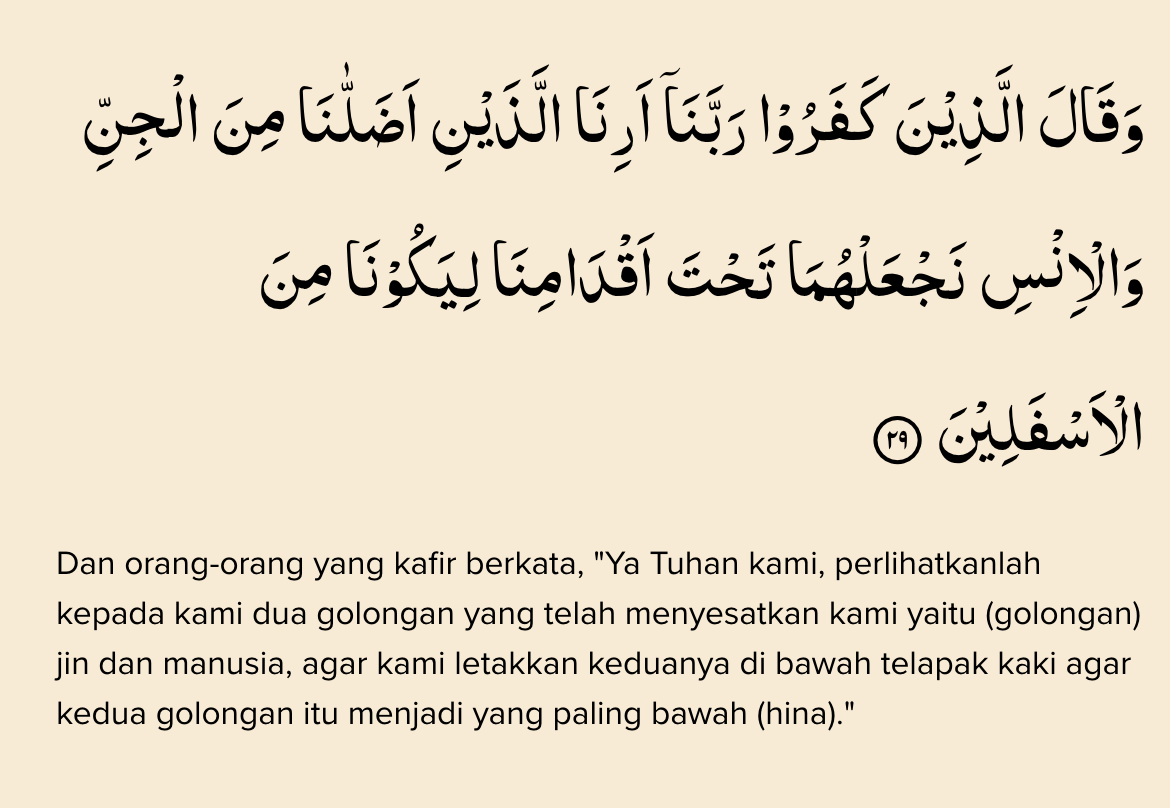 وَقَالَ الَّذِيْنَ كَفَرُوْا رَبَّنَآ اَرِنَا الَّذَيْنِ اَضَلّٰنَا مِنَ الْجِنِّ
وَالْاِنْسِ نَجْعَلْهُمَا تَحْتَ اَقْدَامِنَا لِيَكُوْنَا مِنَ
الْاَسْفَلِيْنَ ٢٩
Dan orang-orang yang kafir berkata, "Ya Tuhan kami, perlihatkanlah
kepada kami dua golongan yang telah menyesatkan kami yaitu (golongan)
jin dan manusia, agar kami letakkan keduanya di bawah telapak kaki agar
kedua golongan itu menjadi yang paling bawah (hina)."